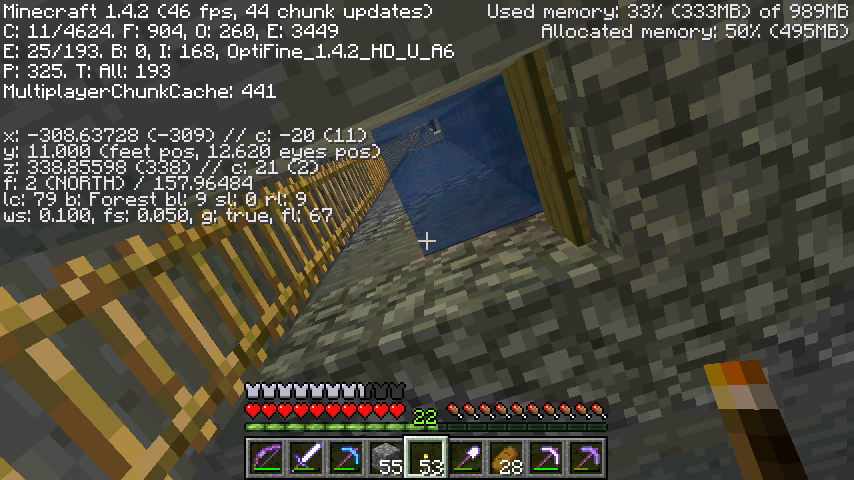 Minecraft 1.4.2 (46 fps, 44 chunk updates)
C: 11/4624, F: 904, O: 260, E: 3449
E: 25/193, B: 0, I: 168, OptiFine_1.4.2_HD_U_A6
P: 325. T: All: 193
MultiplayerChunkCache: 441
Used memory: 33% (333MB) of 989MB
Allocated memory: 50% (495MB)
x: -308.63728 (-309) // c: -20 (11)
y: 11.000 (feet pos, 12.620 eyes pos)
z: 338.85598 (338) // c: 21 (2)
f: 2 (NORTH) / 157.96484
lc: 79 b: Forest bl: 9 sl: 0 rl: 9
ws: 0.100, fs: 0.050, g: true, fl: 67
22
55 53 28